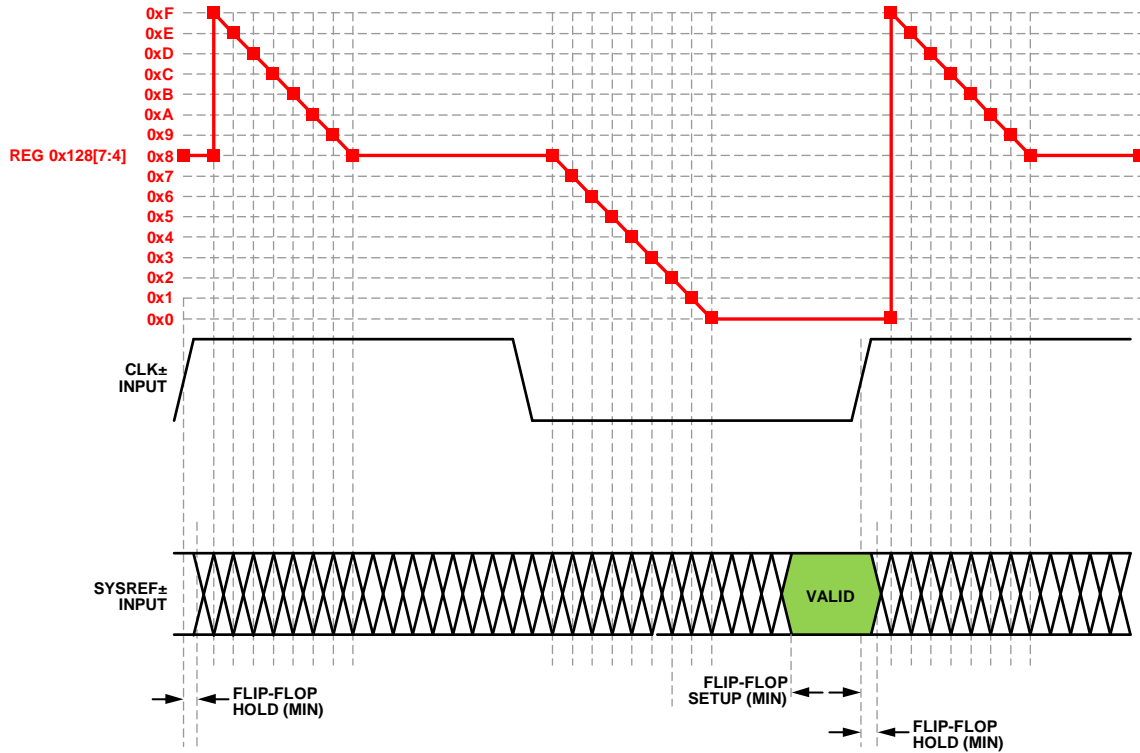 0xF
0xE
0xD
0xC
0xB
0xA
0x9
REG 0x128[7:4] 0x8
0x7
0x6
0x5
0x4
0x3
0x2
0x1
0x0
CLK±
INPUT
SYSREF±
INPUT
VALID
FLIP-FLOP
HOLD (MIN)
FLIP-FLOP
SETUP (MIN)
FLIP-FLOP
HOLD (MIN)